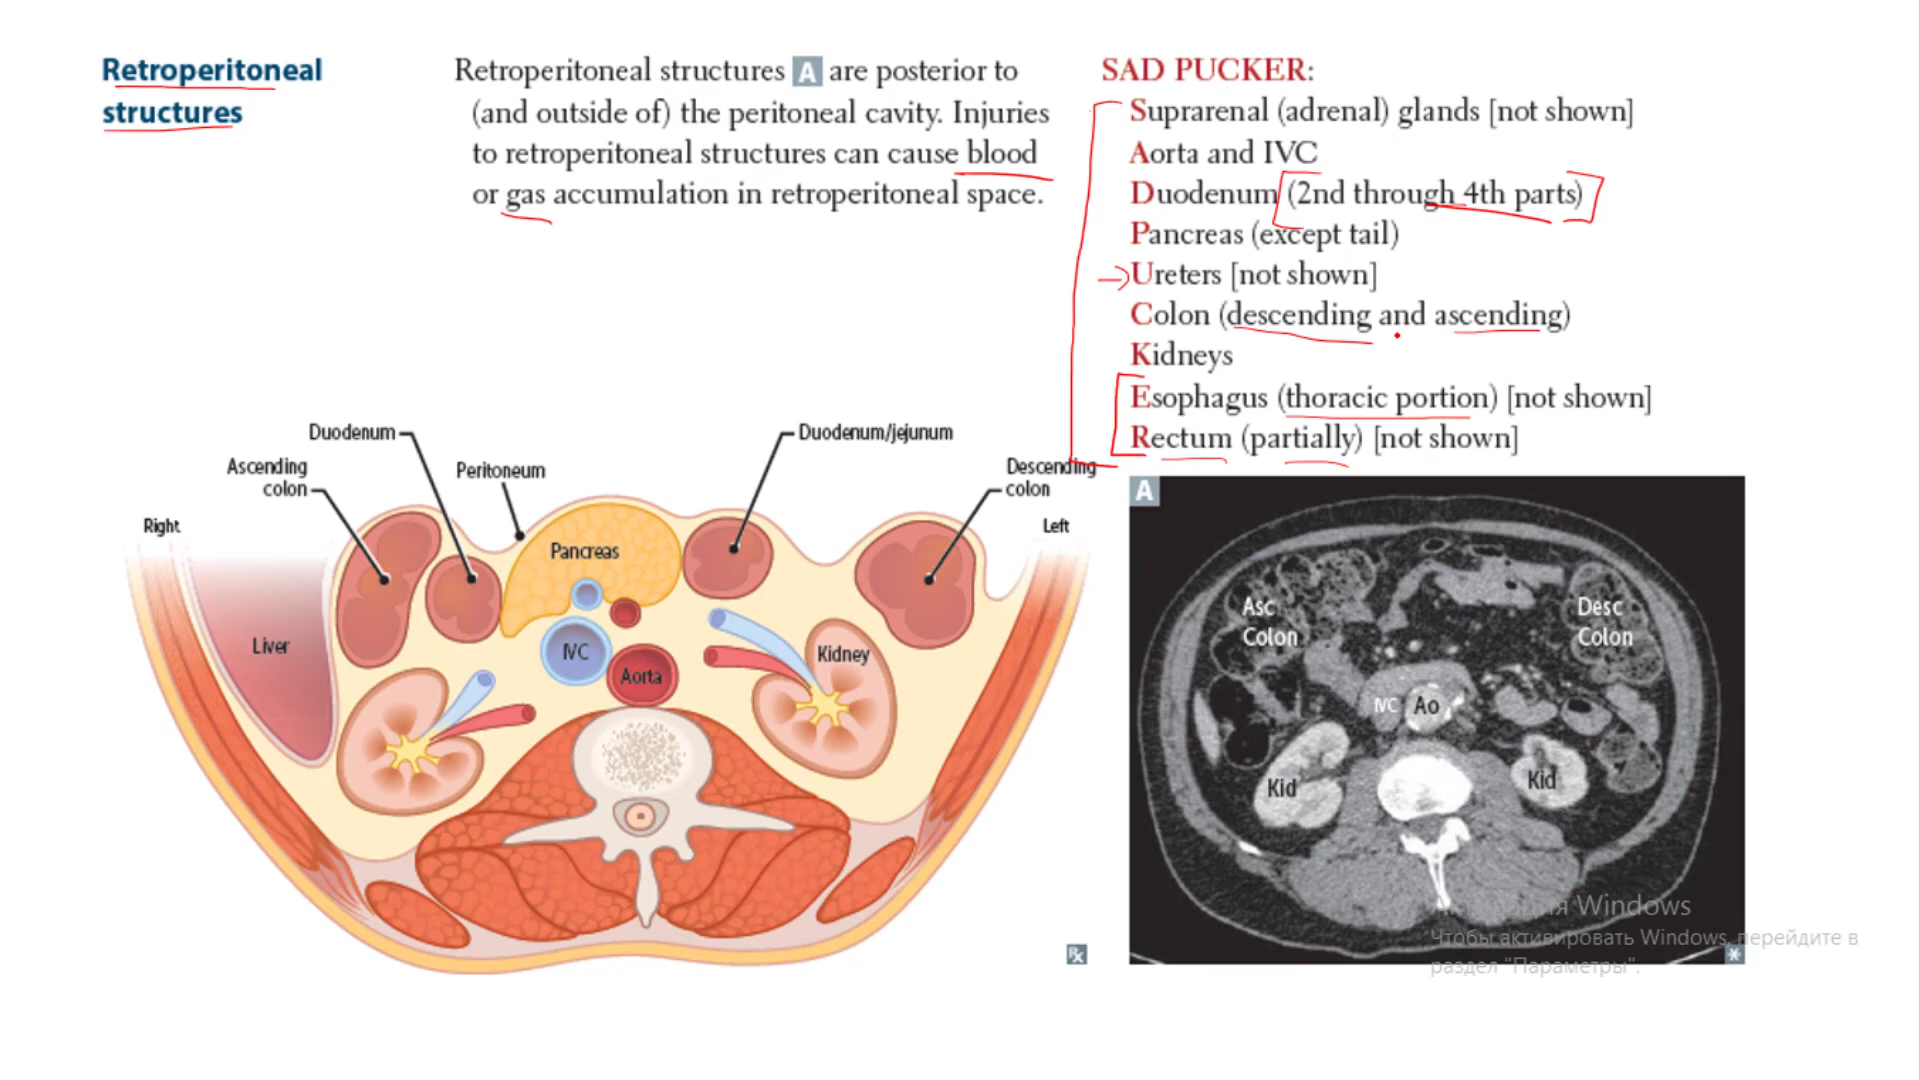 Retroperitoneal
structures
Retroperitoneal structures A are posterior to
(and outside of) the peritoneal cavity. Injuries
to retroperitoneal structures can cause blood
or gas accumulation in retroperitoneal space.
SAD PUCKER:
Suprarenal (adrenal) glands [not shown]
Aorta and IVC
Duodenum (2nd through 4th parts)
Pancreas (except tail)
Ureters [not shown]
Colon (descending and ascending)
Kidneys
Esophagus (thoracic portion) [not shown]
Rectum (partially) [not shown]
Duodenum
Duodenum/jejunum
Ascending
colon
Peritoneum
Descending
colon
Right
Left
Pancreas
Liver
IVC
Aorta
Kidney
Rx
A
Asc
Colon
Desc
Colon
IVC
Ao
Kid
Kid
Windows
Чтобы активировать Windows, перейдите в
раздел "Параметры".